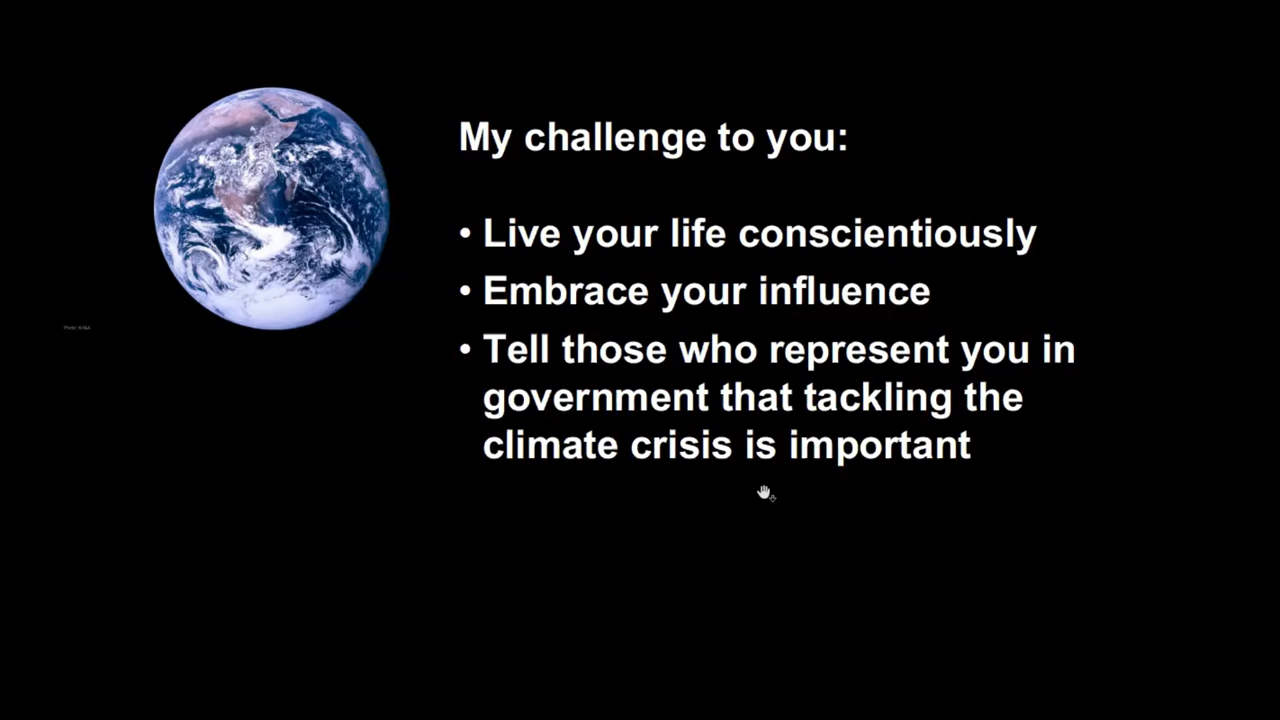 My challenge to you:
• Live your life conscientiously
• Embrace your influence
• Tell those who represent you in
government that tackling the
climate crisis is important